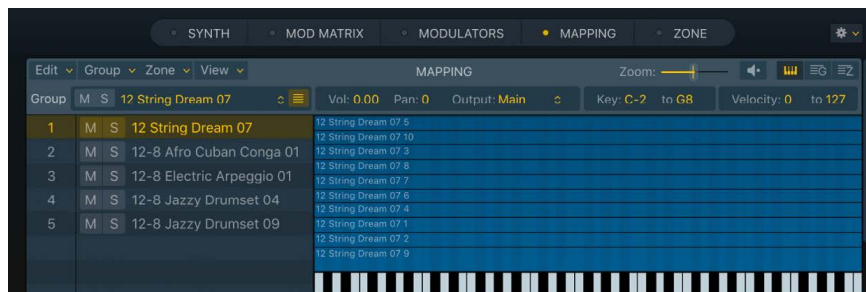 SYNTH MOD MATRIX MODULATORS MAPPING ZONE
Edit Group Zone View MAPPING Zoom: G Z
Group M S 12 String Dream 07 Vol: 0.00 Pan: 0 Output: Main Key: C-2 to G8 Velocity: 0 to 127
1 M S 12 String Dream 07
2 M S 12-8 Afro Cuban Conga 01
3 M S 12-8 Electric Arpeggio 01
4 M S 12-8 Jazzy Drumset 04
5 M S 12-8 Jazzy Drumset 09
12 String Dream 07 5
12 String Dream 07 10
12 String Dream 07 3
12 String Dream 07 8
12 String Dream 07 7
12 String Dream 07 6
12 String Dream 07 4
12 String Dream 07 1
12 String Dream 07 2
12 String Dream 07 9